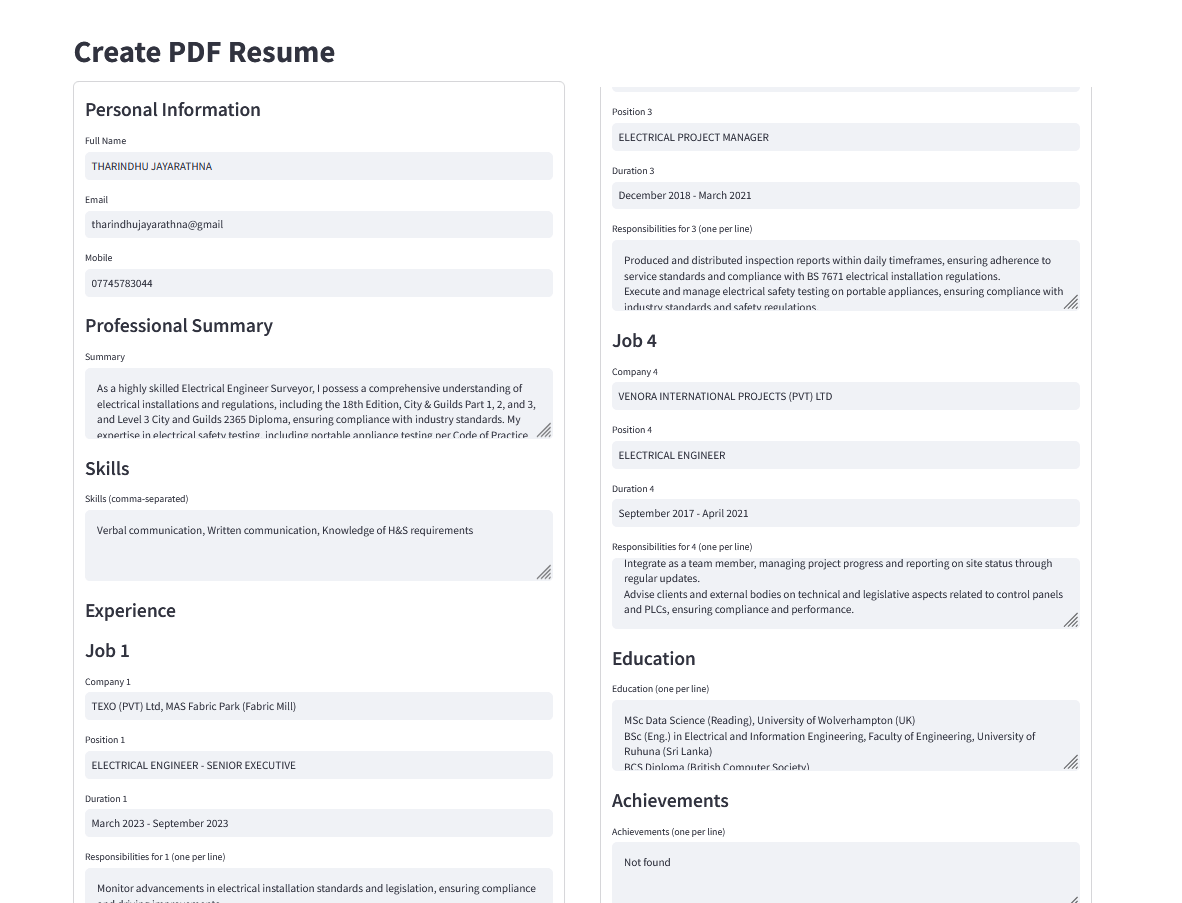 Create PDF Resume
Personal Information
Full Name
THARINDHU JAYARATHNA
Email
tharindhujayarathna@gmail
Mobile
07745783044
Professional Summary
Summary
As a highly skilled Electrical Engineer Surveyor, I possess a comprehensive understanding of
electrical installations and regulations, including the 18th Edition, City & Guilds Part 1, 2, and 3,
and Level 3 City and Guilds 2365 Diploma, ensuring compliance with industry standards. My
expertise in electrical safety testing, including portable appliance testing per Code of Practice
Skills
Skills (comma-separated)
Verbal communication, Written communication, Knowledge of H&S requirements
Experience
Job 1
Company 1
TEXO (PVT) Ltd, MAS Fabric Park (Fabric Mill)
Position 1
ELECTRICAL ENGINEER - SENIOR EXECUTIVE
Duration 1
March 2023 - September 2023
Responsibilities for 1 (one per line)
Monitor advancements in electrical installation standards and legislation, ensuring compliance
and driving improvements
Position 3
ELECTRICAL PROJECT MANAGER
Duration 3
December 2018 - March 2021
Responsibilities for 3 (one per line)
Produced and distributed inspection reports within daily timeframes, ensuring adherence to
service standards and compliance with BS 7671 electrical installation regulations.
Execute and manage electrical safety testing on portable appliances, ensuring compliance with
industry standards and safety regulations
Job 4
Company 4
VENORA INTERNATIONAL PROJECTS (PVT) LTD
Position 4
ELECTRICAL ENGINEER
Duration 4
September 2017 - April 2021
Responsibilities for 4 (one per line)
Integrate as a team member, managing project progress and reporting on site status through
regular updates.
Advise clients and external bodies on technical and legislative aspects related to control panels
and PLCs, ensuring compliance and performance.
Education
Education (one per line)
MSc Data Science (Reading), University of Wolverhampton (UK)
BSc (Eng.) in Electrical and Information Engineering, Faculty of Engineering, University of
Ruhuna (Sri Lanka)
BCS Diploma (British Computer Society)
Achievements
Achievements (one per line)
Not found